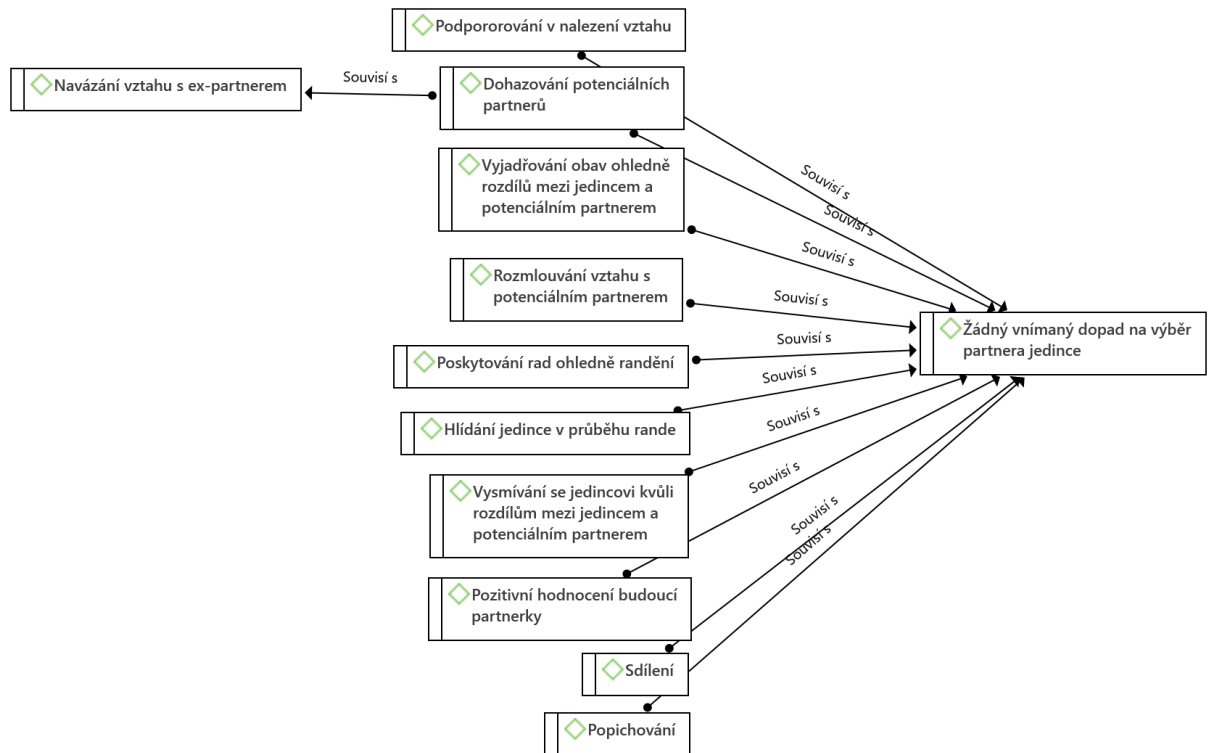 Podpororování v nalezení vztahu
Navázání vztahu s ex-partnerem
Souvisí s
Dohazování potenciálních
partnerů
Vyjadřování obav ohledně
rozdílů mezi jedincem a
potenciálním partnerem
Souvisí s
Souvisí s
Souvisí s
Rozmlouvání vztahu s
potenciálním partnerem
Souvisí s
Žádný vnímaný dopad na výběr
partnera jedince
Poskytování rad ohledně randění
Souvisí s
Hlídání jedince v průběhu rande
Souvisí s
Vysmívání se jedincovi kvůli
rozdílům mezi jedincem a
potenciálním partnerem
Souvisí s
Souvisí s
Pozitivní hodnocení budoucí
partnerky
Souvisí s
Souvisí s
Sdílení
Popichování